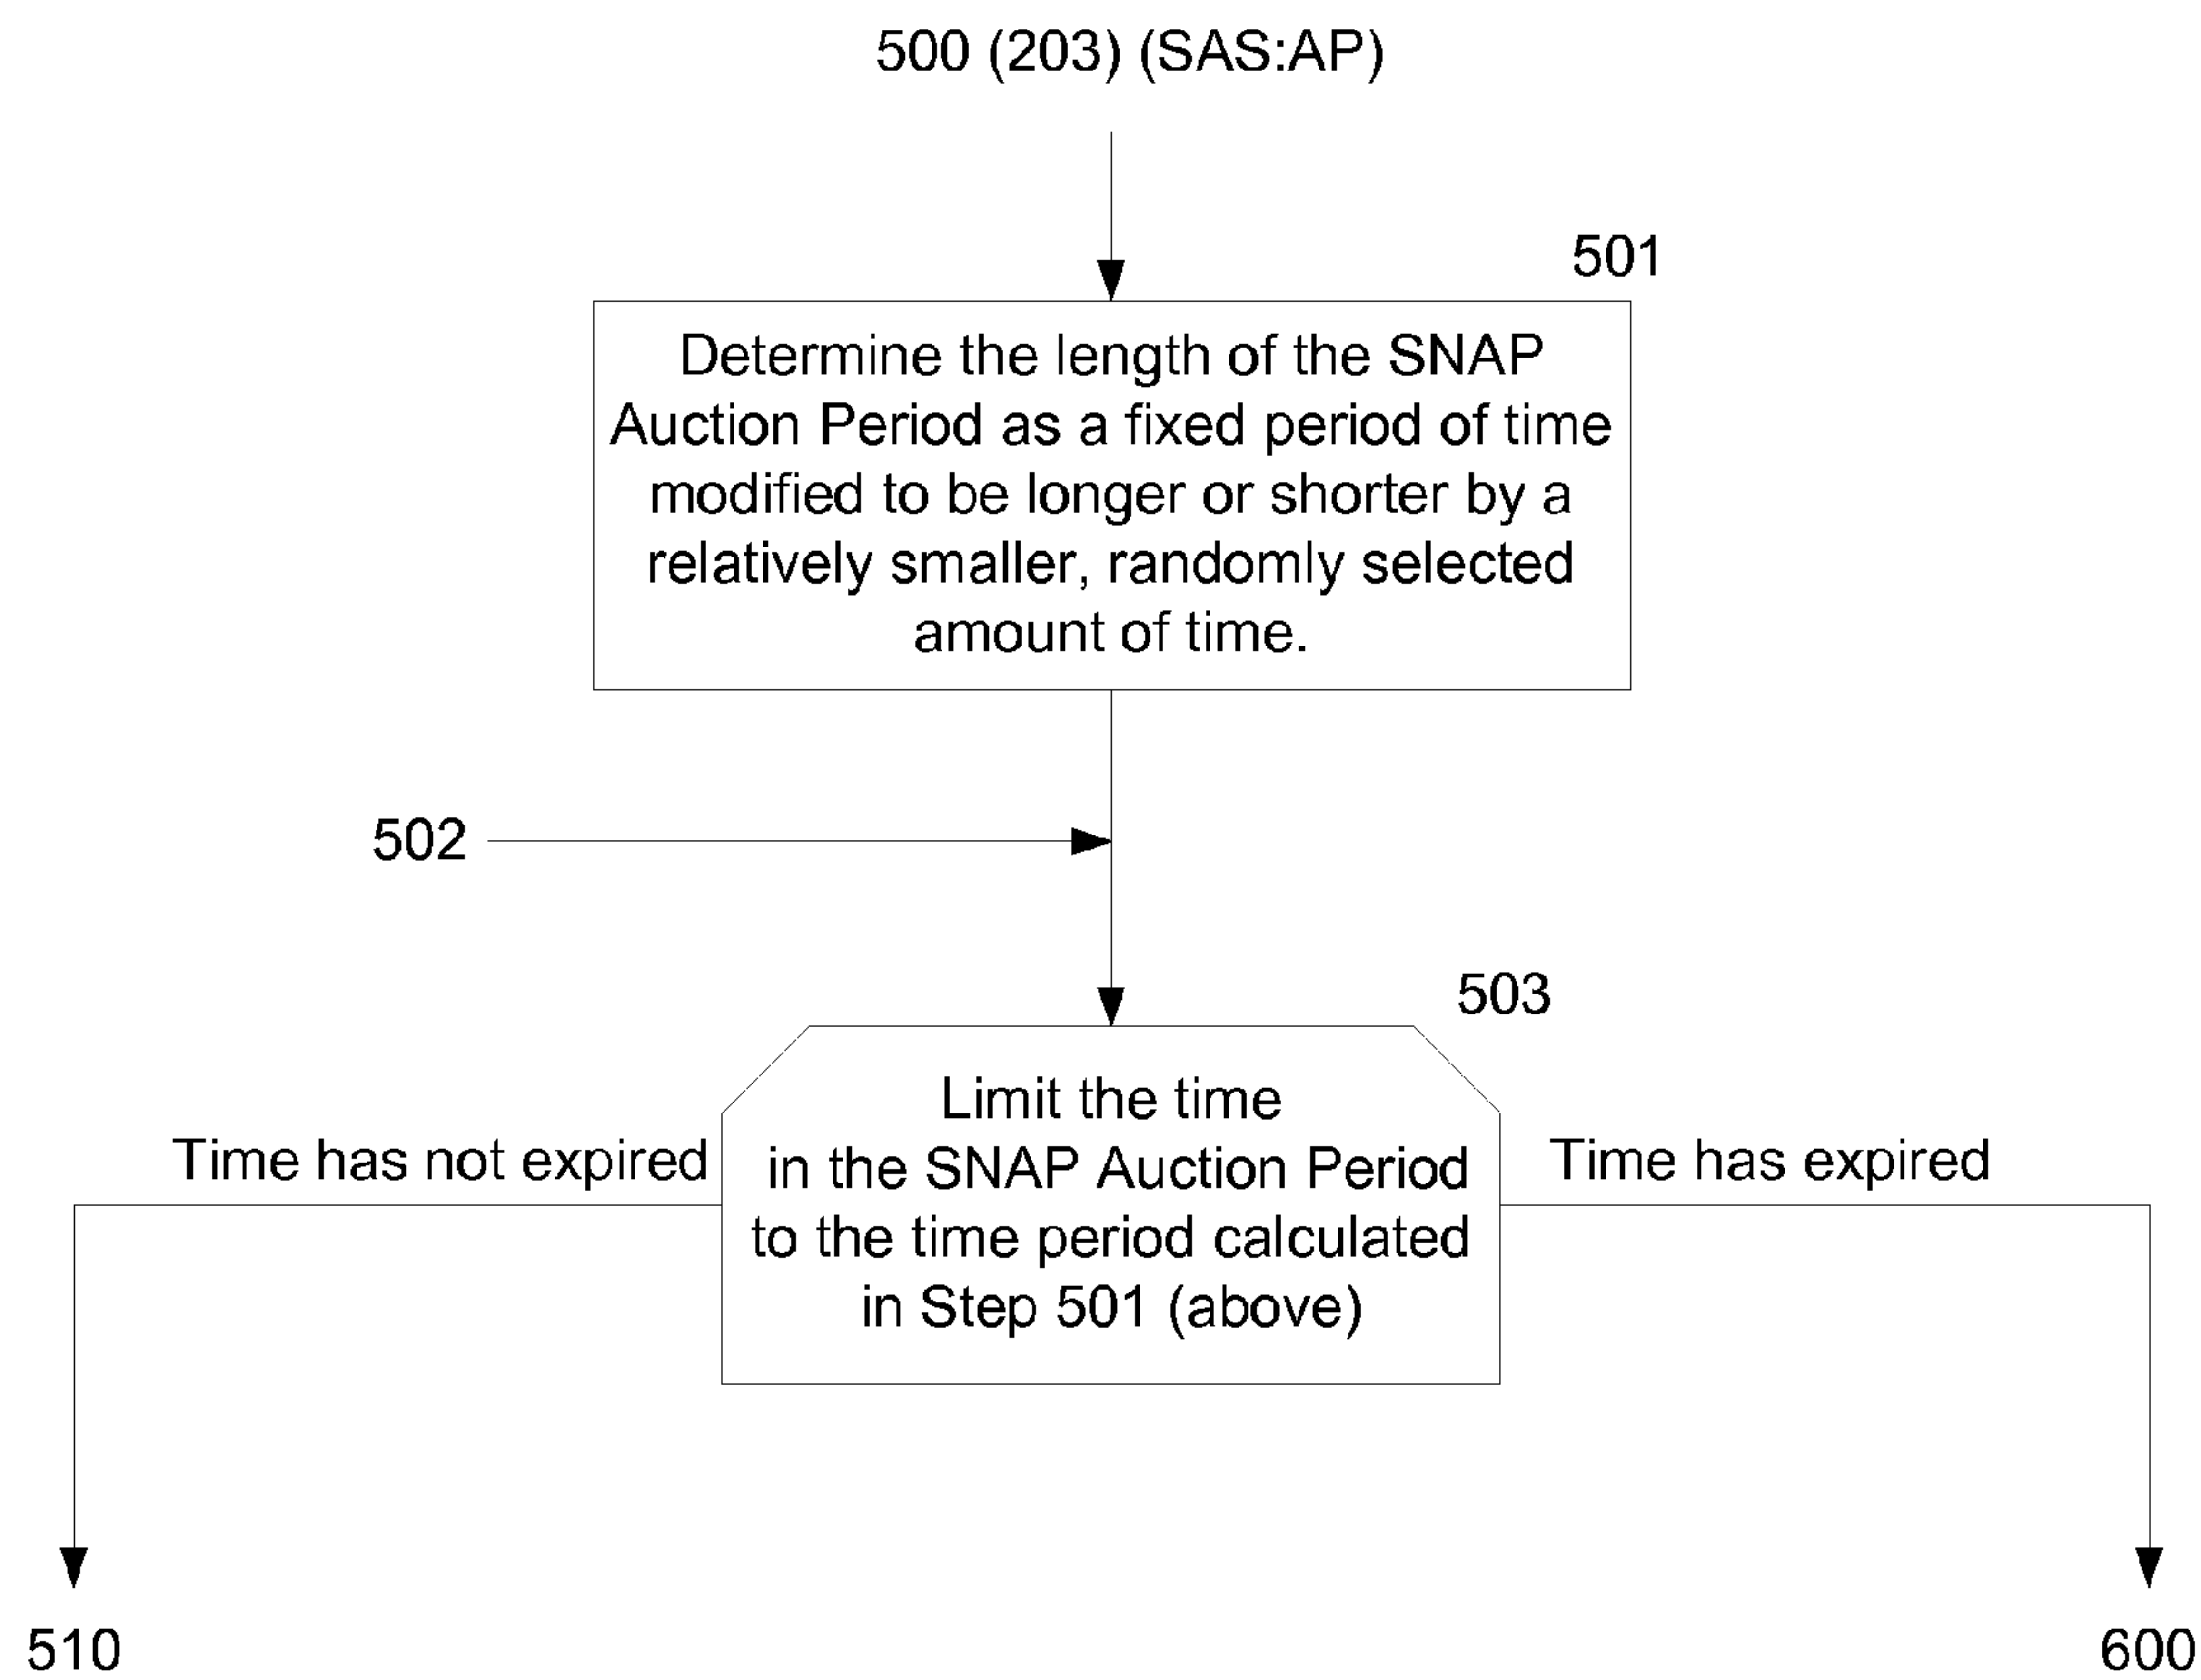 500 (203) (SAS:AP)
501
Determine the length of the SNAP
Auction Period as a fixed period of time
modified to be longer or shorter by a
relatively smaller, randomly selected
amount of time.
502
503
Limit the time
in the SNAP Auction Period
to the time period calculated
in Step 501 (above)
Time has not expired
Time has expired
510
600